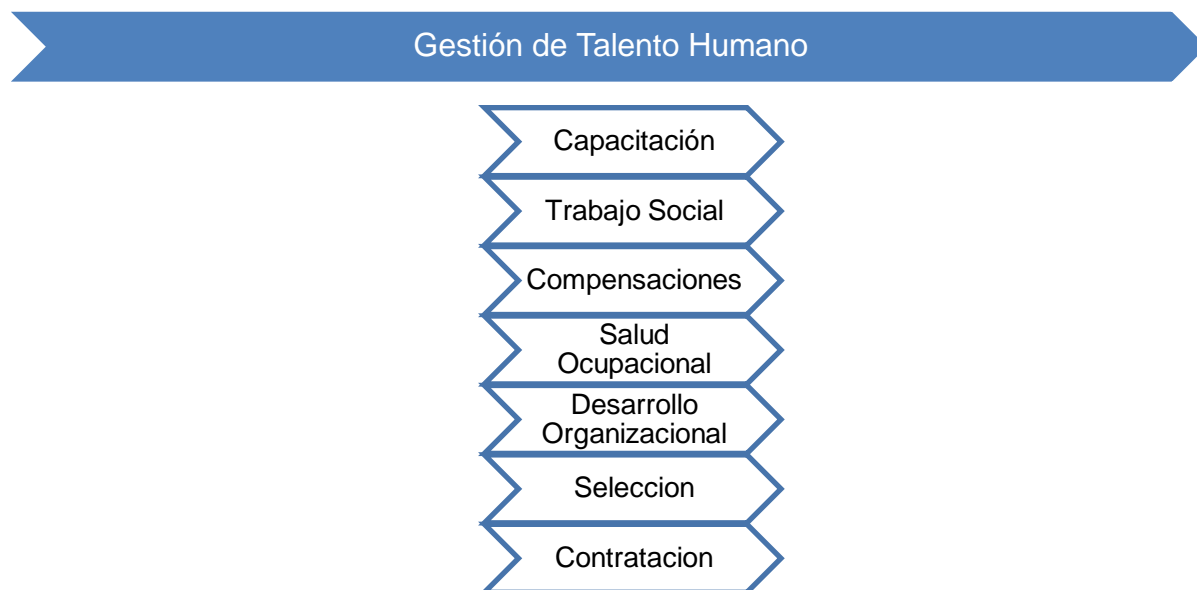 Gestión de Talento Humano
Capacitación
Trabajo Social
Compensaciones
Salud
Ocupacional
Desarrollo
Organizacional
Seleccion
Contratacion